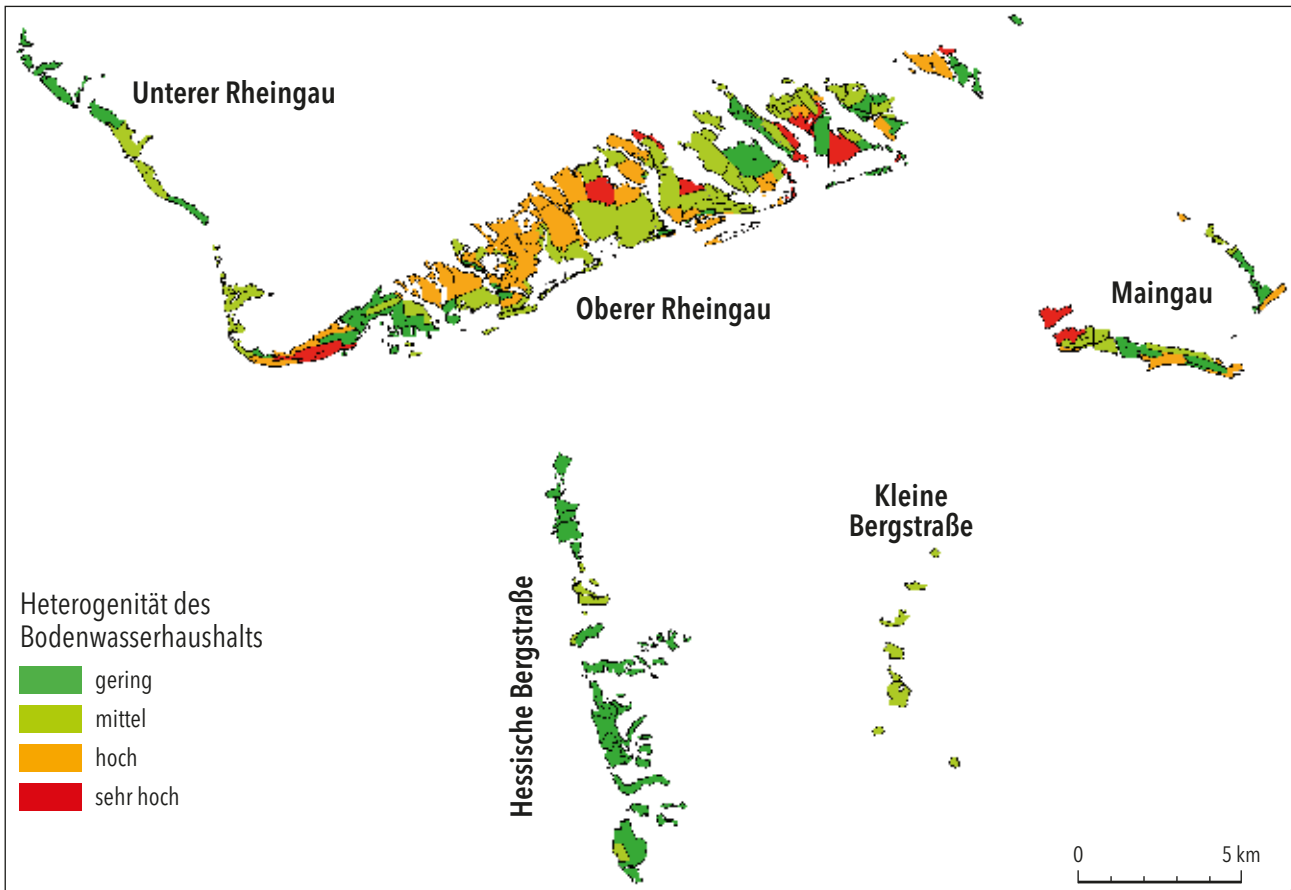 Unterer Rheingau
Oberer Rheingau
Maingau
Kleine
Bergstraße
Hessische Bergstraße
Heterogenität des
Bodenwasserhaushalts
gering
mittel
hoch
sehr hoch
0 5 km